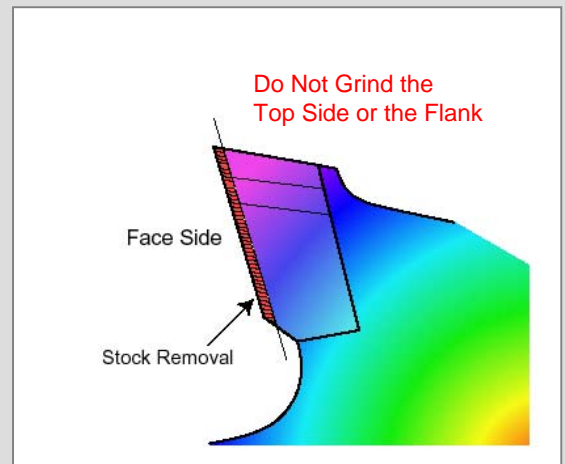 Do Not Grind the
Top Side or the Flank
Face Side
Stock Removal